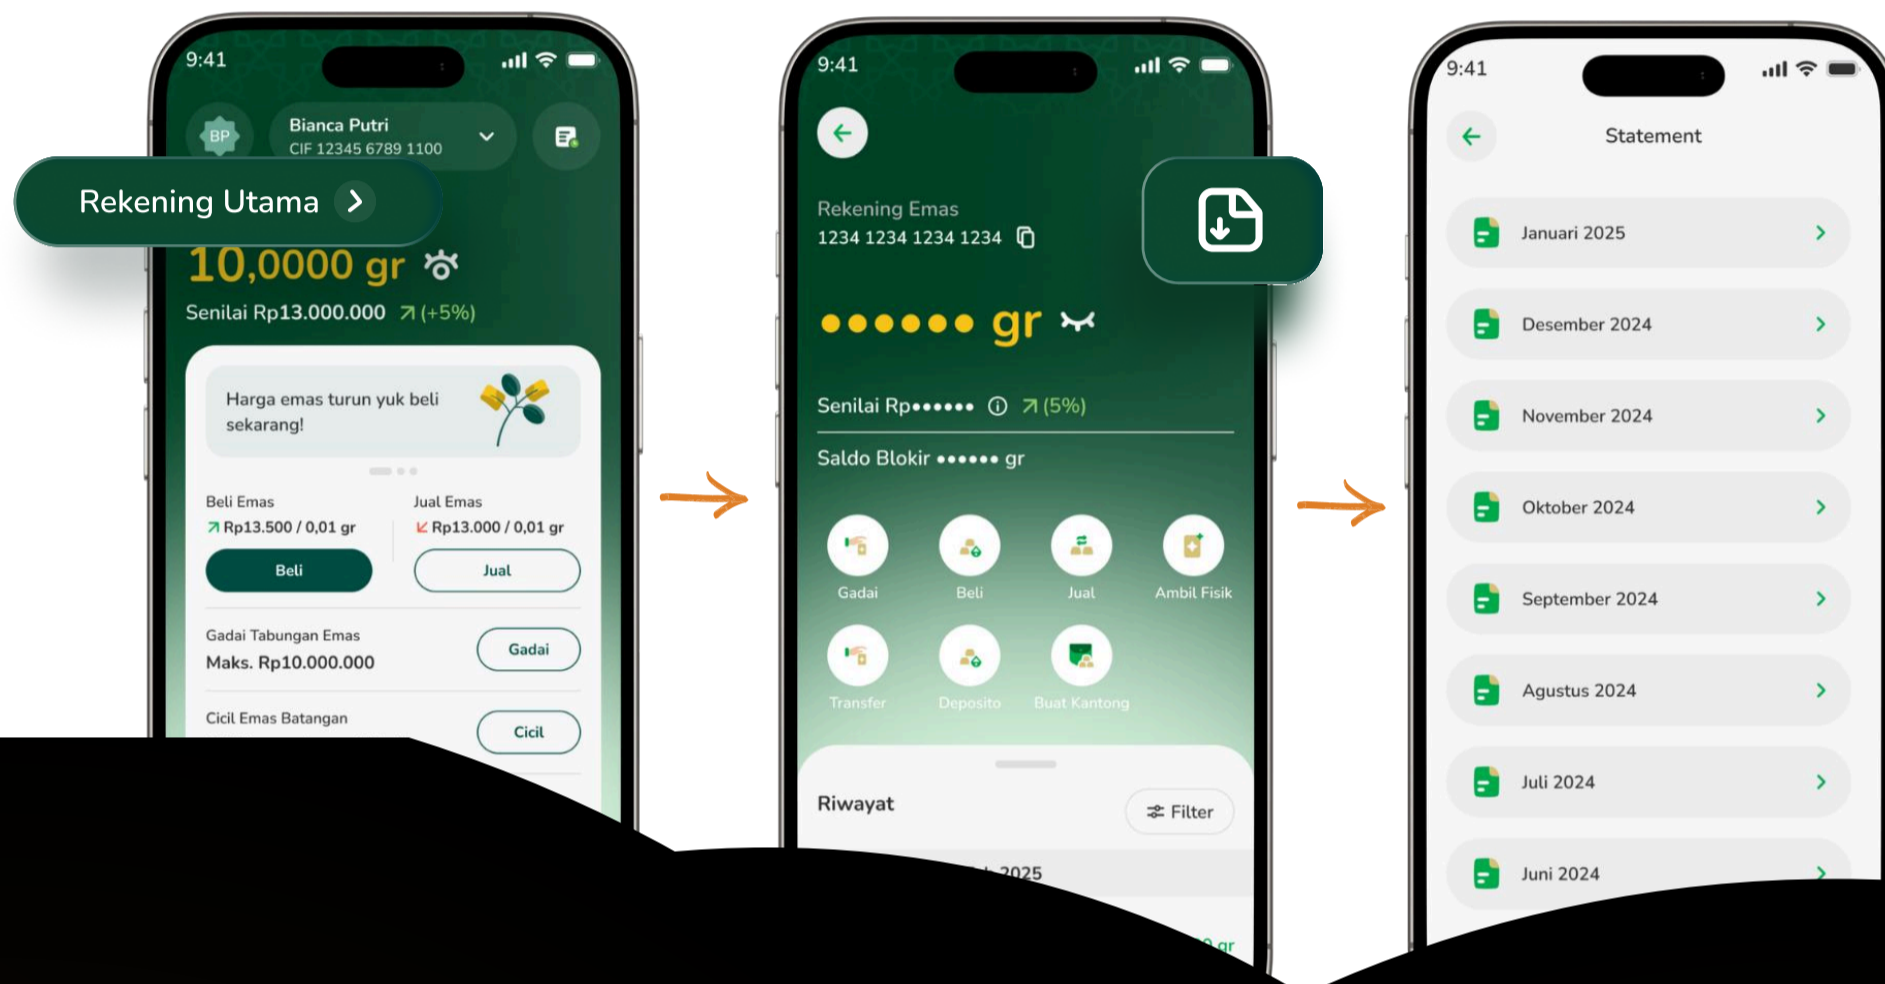 9:41
BP
Bianca Putri
CIF 12345 6789 1100
Rekening Utama
10,0000 gr
Senilai Rp13.000.000 (+5%)
Harga emas turun yuk beli
sekarang!
Beli Emas
Rp13.500 / 0,01 gr
Beli
Jual Emas
Rp13.000 / 0,01 gr
Jual
Gadai Tabungan Emas
Maks. Rp10.000.000
Gadai
Cicil Emas Batangan
Cicil
9:41
Rekening Emas
1234 1234 1234 1234
•••••• gr
Senilai Rp•••••• (5%)
Saldo Blokir •••••• gr
Gadai
Beli
Jual
Ambil Fisik
Transfer
Deposito
Buat Kantong
Riwayat
Filter
2025
gr
9:41
Statement
Januari 2025
Desember 2024
November 2024
Oktober 2024
September 2024
Agustus 2024
Juli 2024
Juni 2024